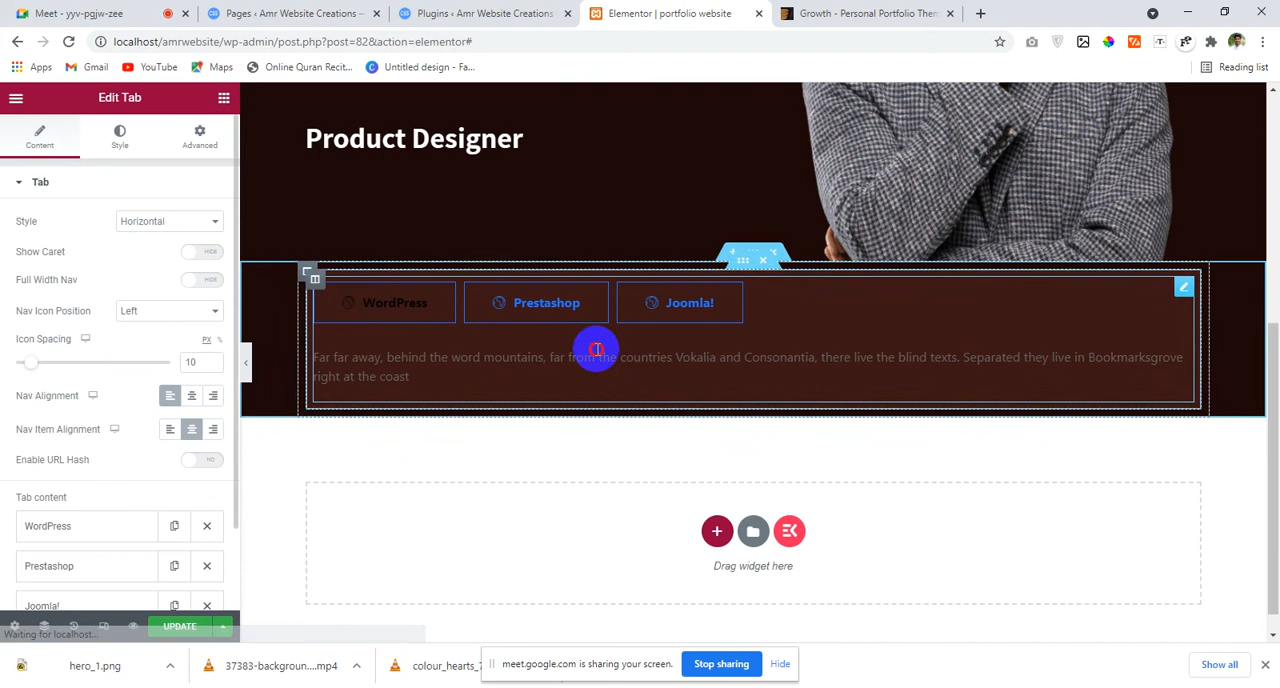 Meet - yyv-pgjw-zee
Pages ‹ Amr Website Creations —
Plugins ‹ Amr Website Creations
Elementor | portfolio website
Growth - Personal Portfolio Them
localhost/amrwebsite/wp-admin/post.php?post=82&action=elementor#
Apps
Gmail
YouTube
Maps
Online Quran Recit...
Untitled design - Fa...
Reading list
Edit Tab
Content
Style
Advanced
Tab
Style
Horizontal
Show Caret
HIDE
Full Width Nav
HIDE
Nav Icon Position
Left
Icon Spacing
PX
%
10
Nav Alignment
Nav Item Alignment
Enable URL Hash
NO
Tab content
WordPress
Prestashop
Joomla!
UPDATE
Waiting for localhost...
Product Designer
WordPress
Prestashop
Joomla!
Far far away, behind the word mountains, far from the countries Vokalia and Consonantia, there live the blind texts. Separated they live in Bookmarksgrove
right at the coast
Drag widget here
hero_1.png
37383-backgroun....mp4
colour_hearts_
meet.google.com is sharing your screen.
Stop sharing
Hide
Show all